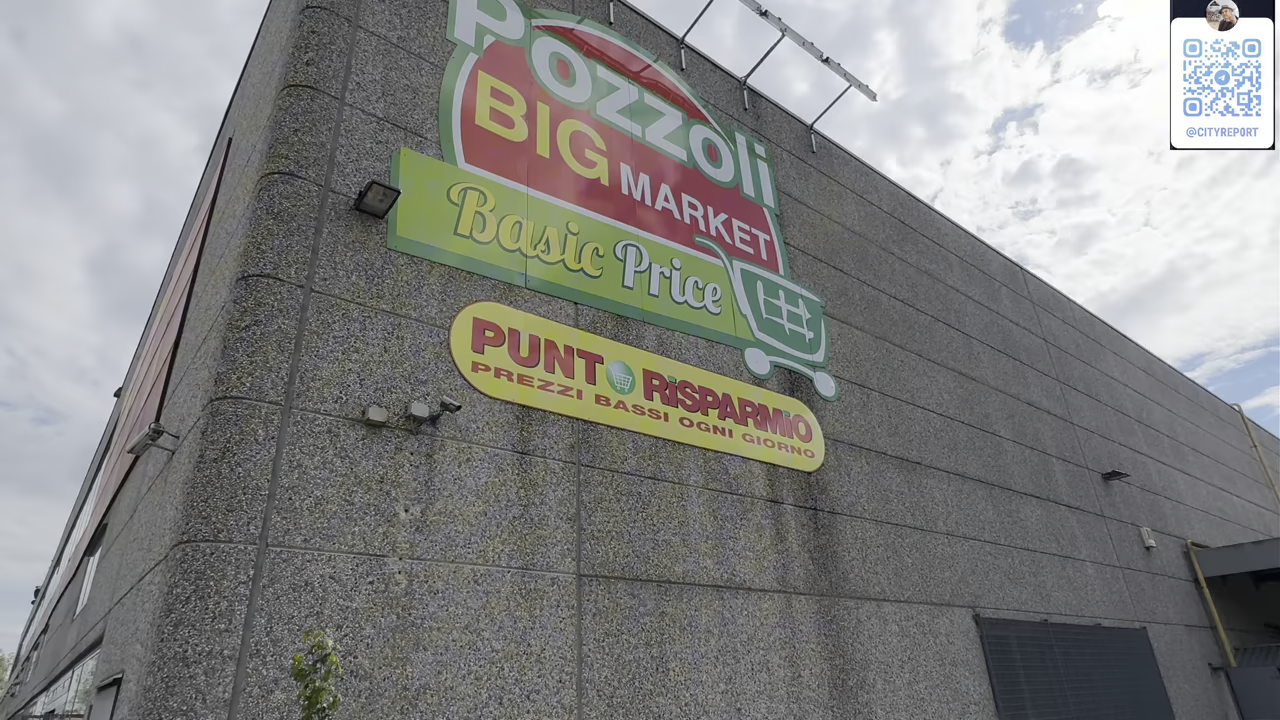 Pozzoli
BIG MARKET
Basic Price
PUNTO RiSPARMiO
PREZZI BASSI OGNI GIORNO
@CITYREPORT